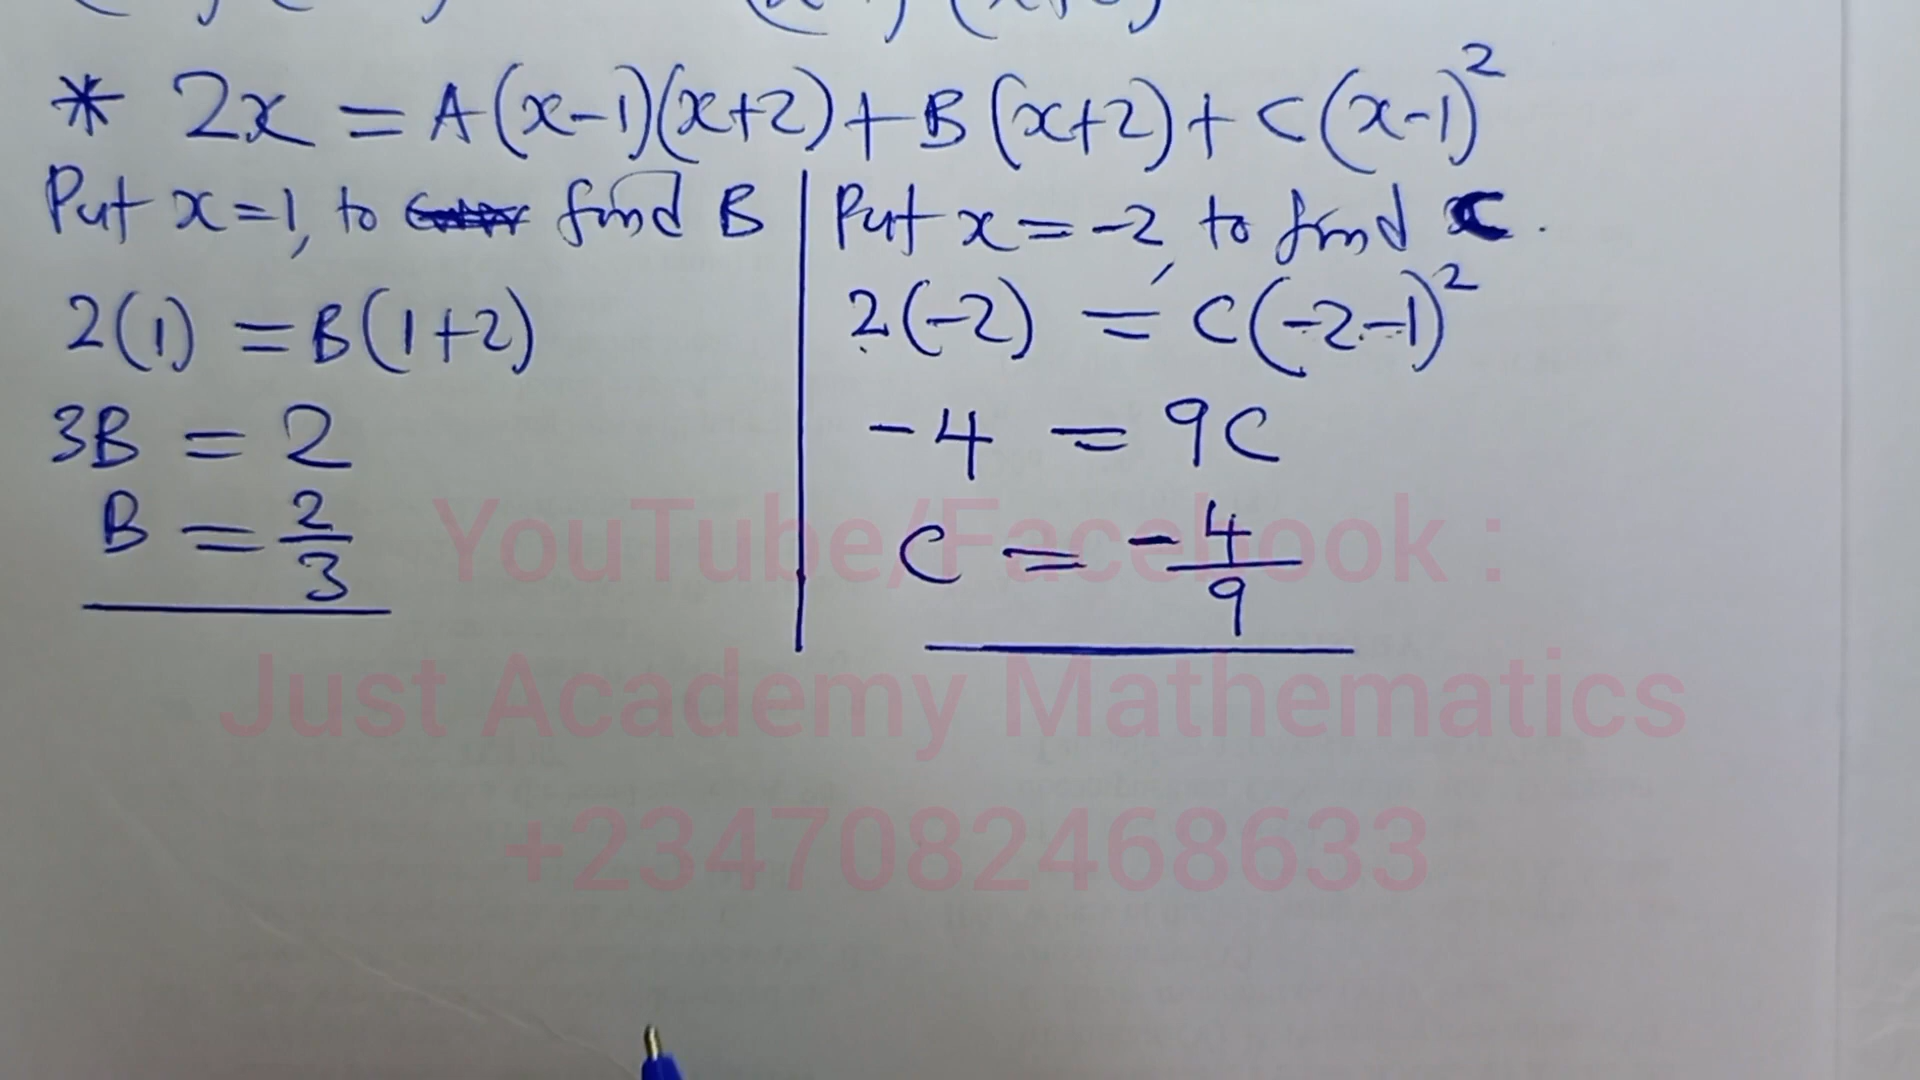 * 2x = A(x-1)(x+2) + B(x+2) + C(x-1)²
Put x=1, to find B
2(1) = B(1+2)
3B = 2
B = 2/3
Put x = -2, to find C.
2(-2) = C(-2-1)²
-4 = 9C
C = -4/9
YouTube/Facebook :
Just Academy Mathematics
+2347082468633